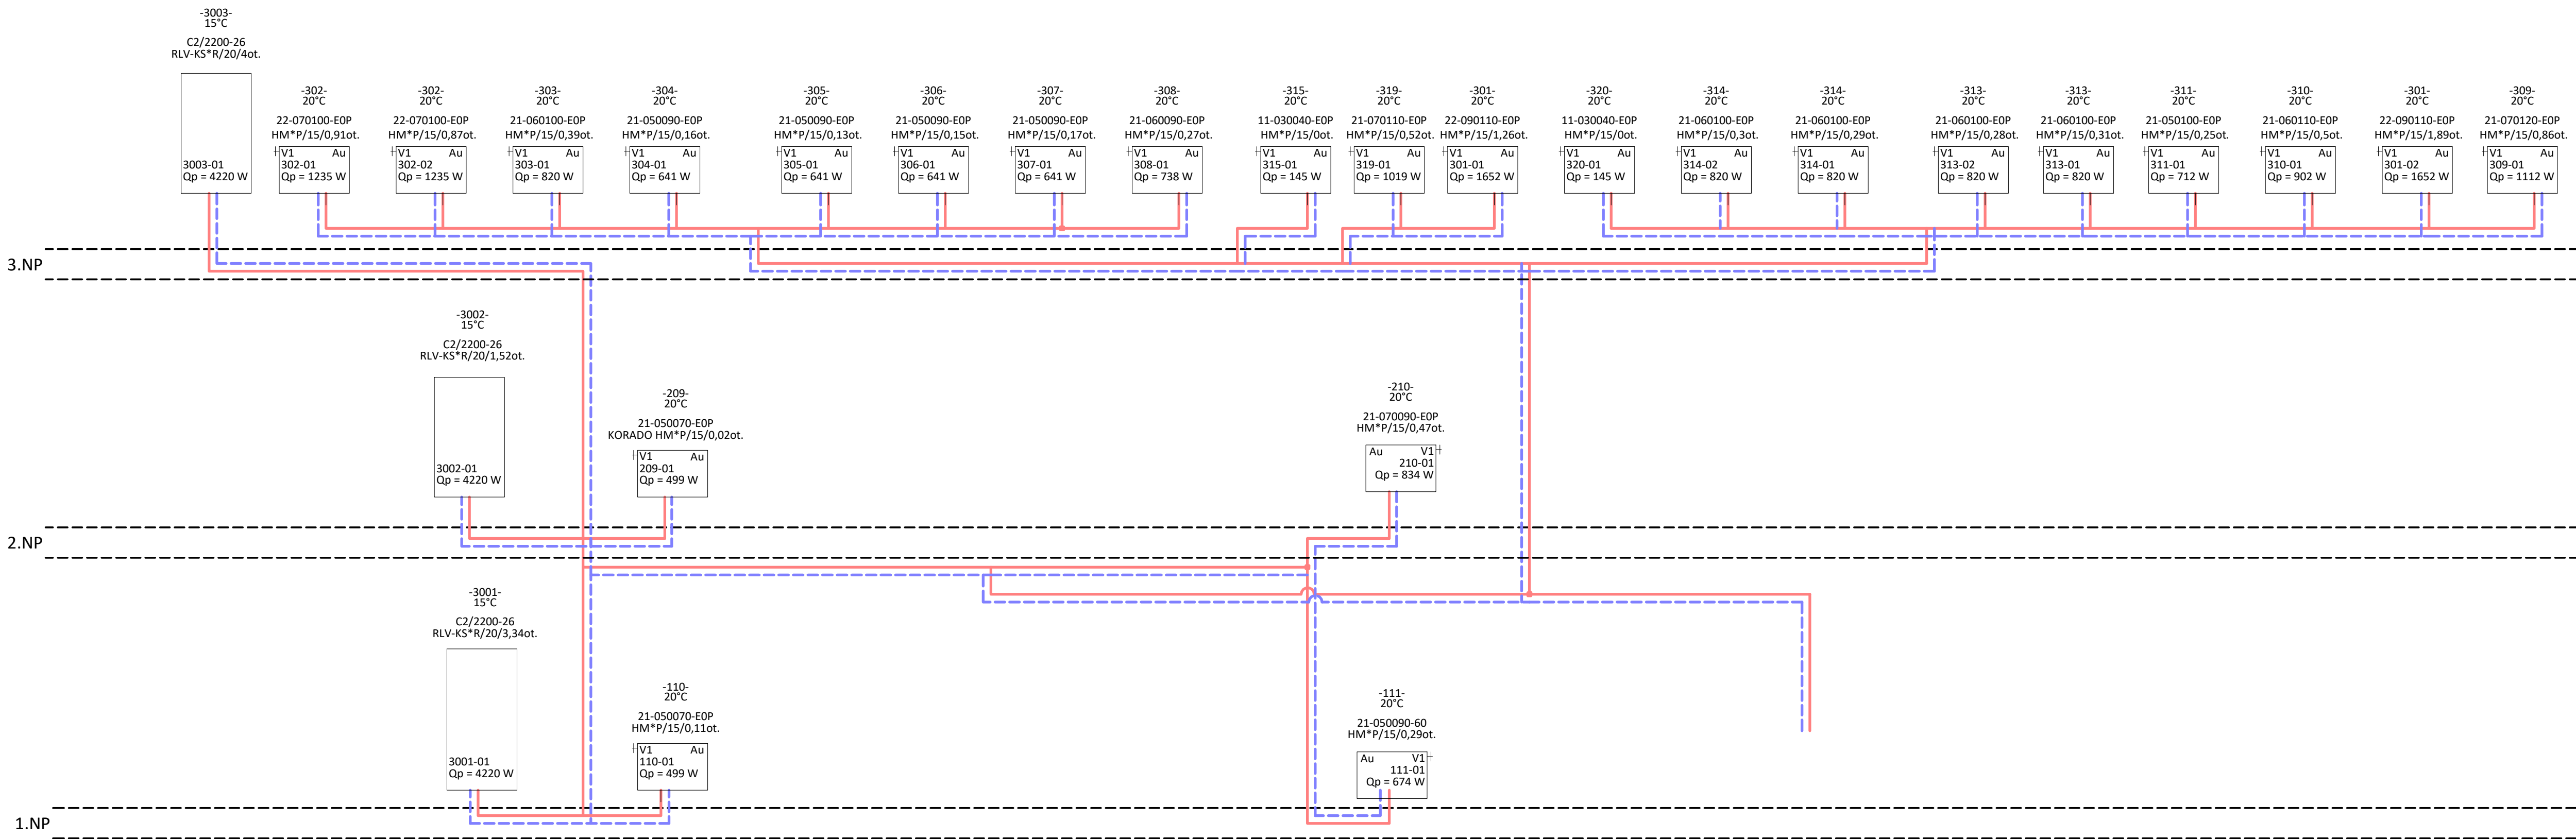 -3003-
15°C
C2/2200-26
RLV-KS*R/20/4ot.
3003-01
Qp = 4220 W
-302-
20°C
22-070100-E0P
HM*P/15/0,91ot.
V1 Au
302-01
Qp = 1235 W
-302-
20°C
22-070100-E0P
HM*P/15/0,87ot.
V1 Au
302-02
Qp = 1235 W
-303-
20°C
21-060100-E0P
HM*P/15/0,39ot.
V1 Au
303-01
Qp = 820 W
-304-
20°C
21-050090-E0P
HM*P/15/0,16ot.
V1 Au
304-01
Qp = 641 W
-305-
20°C
21-050090-E0P
HM*P/15/0,13ot.
V1 Au
305-01
Qp = 641 W
-306-
20°C
21-050090-E0P
HM*P/15/0,15ot.
V1 Au
306-01
Qp = 641 W
-307-
20°C
21-050090-E0P
HM*P/15/0,17ot.
V1 Au
307-01
Qp = 641 W
-308-
20°C
21-060090-E0P
HM*P/15/0,27ot.
V1 Au
308-01
Qp = 738 W
-315-
20°C
11-030040-E0P
HM*P/15/0ot.
V1 Au
315-01
Qp = 145 W
-319-
20°C
21-070110-E0P
HM*P/15/0,52ot.
V1 Au
319-01
Qp = 1019 W
-301-
20°C
22-090110-E0P
HM*P/15/1,26ot.
V1 Au
301-01
Qp = 1652 W
-320-
20°C
11-030040-E0P
HM*P/15/0ot.
V1 Au
320-01
Qp = 145 W
-314-
20°C
21-060100-E0P
HM*P/15/0,3ot.
V1 Au
314-02
Qp = 820 W
-314-
20°C
21-060100-E0P
HM*P/15/0,29ot.
V1 Au
314-01
Qp = 820 W
-313-
20°C
21-060100-E0P
HM*P/15/0,28ot.
V1 Au
313-02
Qp = 820 W
-313-
20°C
21-060100-E0P
HM*P/15/0,31ot.
V1 Au
313-01
Qp = 820 W
-311-
20°C
21-050100-E0P
HM*P/15/0,25ot.
V1 Au
311-01
Qp = 712 W
-310-
20°C
21-060110-E0P
HM*P/15/0,5ot.
V1 Au
310-01
Qp = 902 W
-301-
20°C
22-090110-E0P
HM*P/15/1,89ot.
V1 Au
301-02
Qp = 1652 W
-309-
20°C
21-070120-E0P
HM*P/15/0,86ot.
V1 Au
309-01
Qp = 1112 W
3.NP
-3002-
15°C
C2/2200-26
RLV-KS*R/20/1,52ot.
3002-01
Qp = 4220 W
-209-
20°C
21-050070-E0P
KORADO HM*P/15/0,02ot.
V1 Au
209-01
Qp = 499 W
-210-
20°C
21-070090-E0P
HM*P/15/0,47ot.
Au V1
210-01
Qp = 834 W
2.NP
-3001-
15°C
C2/2200-26
RLV-KS*R/20/3,34ot.
3001-01
Qp = 4220 W
-110-
20°C
21-050070-E0P
HM*P/15/0,11ot.
V1 Au
110-01
Qp = 499 W
-111-
20°C
21-050090-60
HM*P/15/0,29ot.
Au V1
111-01
Qp = 674 W
1.NP